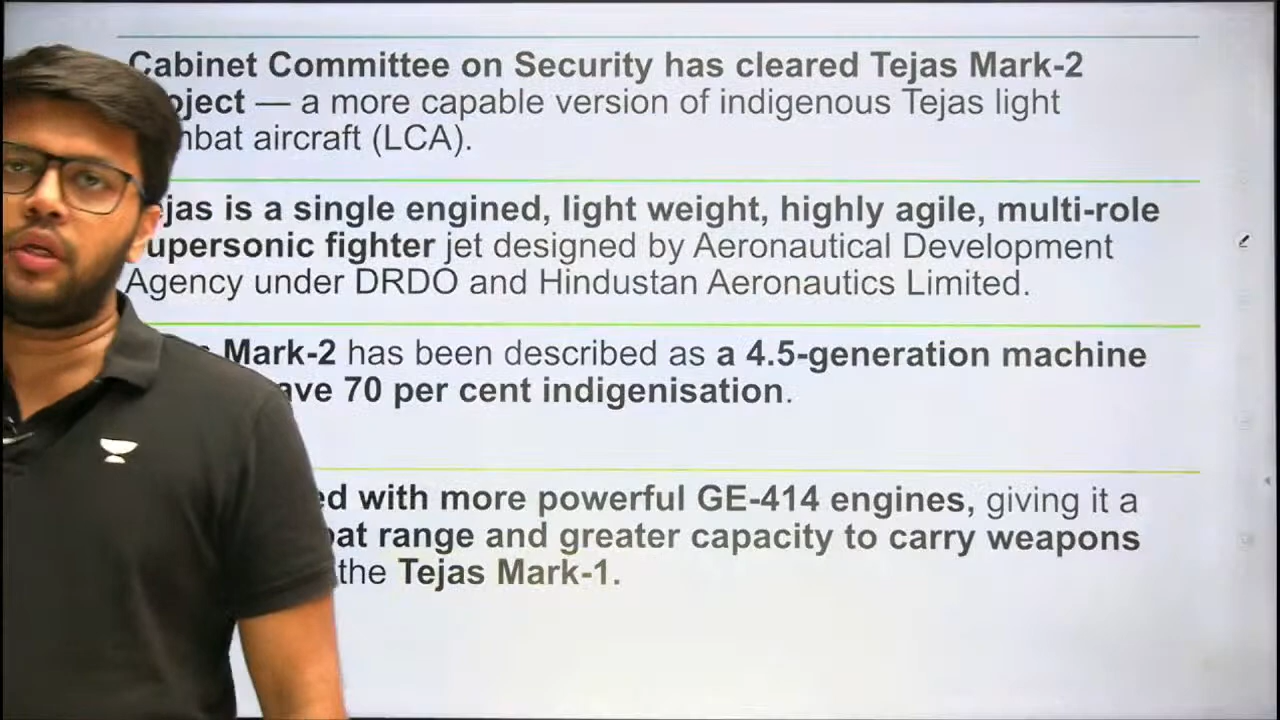 Cabinet Committee on Security has cleared Tejas Mark-2
oject — a more capable version of indigenous Tejas light
mbat aircraft (LCA).
ejas is a single engined, light weight, highly agile, multi-role
upersonic fighter jet designed by Aeronautical Development
Agency under DRDO and Hindustan Aeronautics Limited.
Mark-2 has been described as a 4.5-generation machine
ave 70 per cent indigenisation.
ed with more powerful GE-414 engines, giving it a
at range and greater capacity to carry weapons
the Tejas Mark-1.